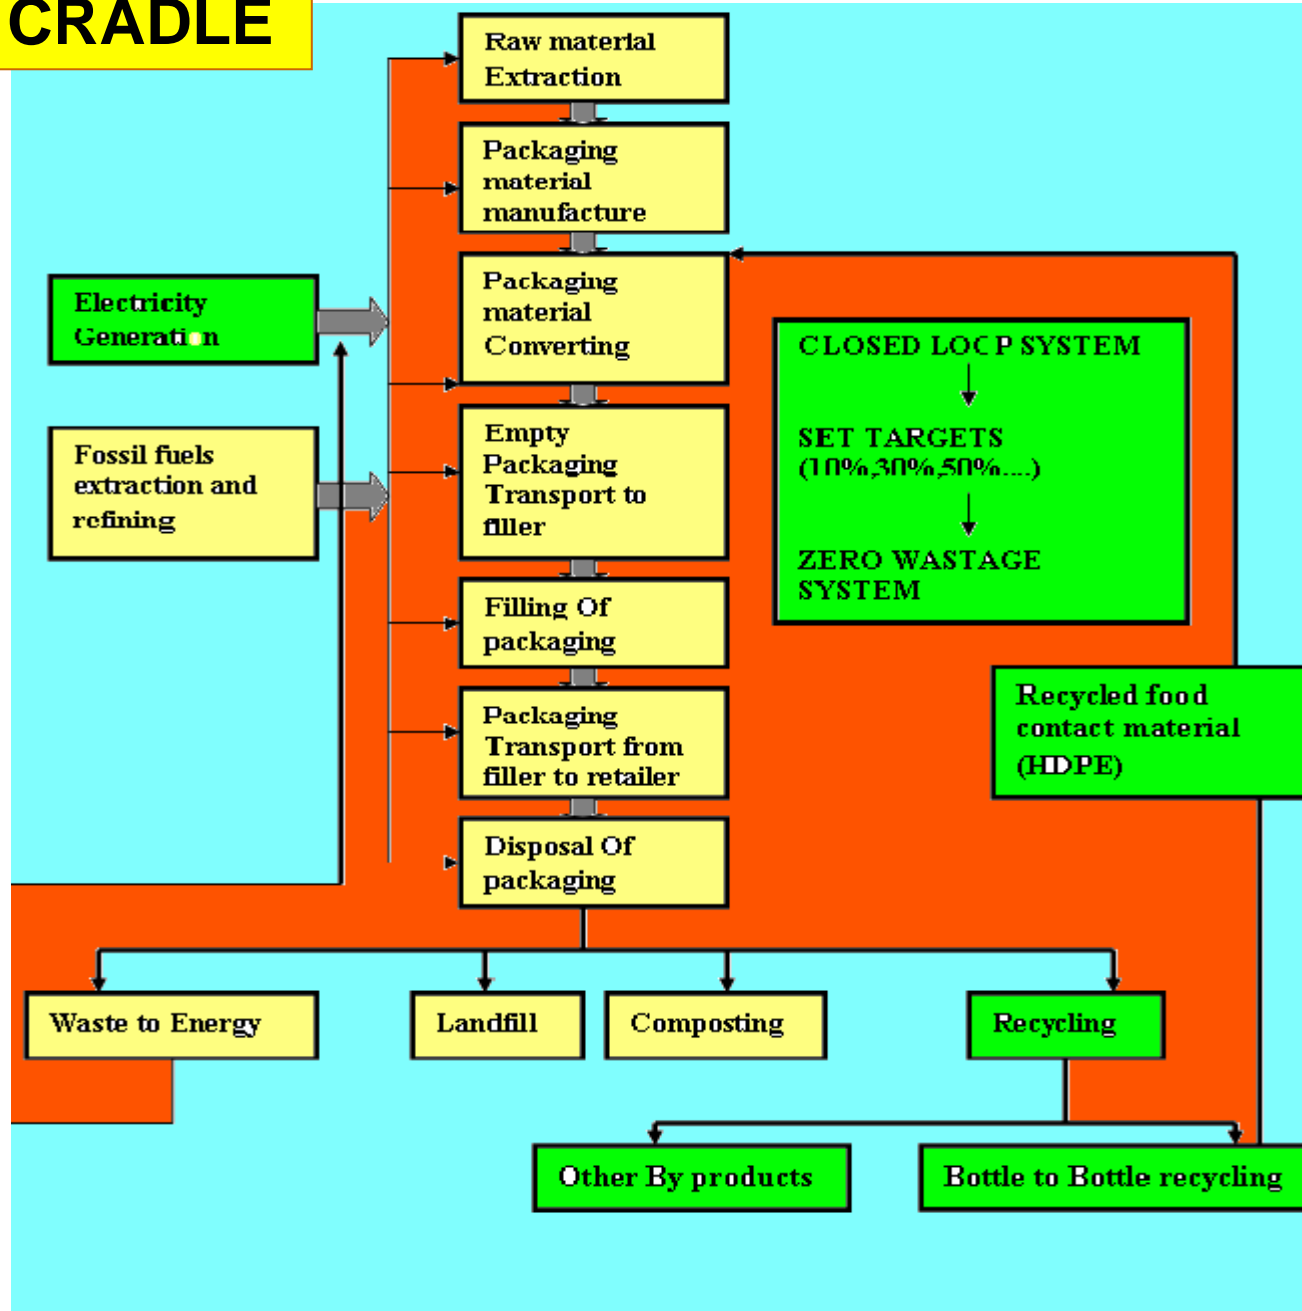 CRADLE
Raw material
Extraction
Packaging
material
manufacture
Packaging
material
Converting
Electricity
Generation
Fossil fuels
extraction and
refining
Empty
Packaging
Transport to
filler
CLOSED LOOP SYSTEM
SET TARGETS
(10%,30%,50%....)
ZERO WASTAGE
SYSTEM
Filling Of
packaging
Packaging
Transport from
filler to retailer
Recycled food
contact material
(HDPE)
Disposal Of
packaging
Waste to Energy
Landfill
Composting
Recycling
Other By products
Bottle to Bottle recycling